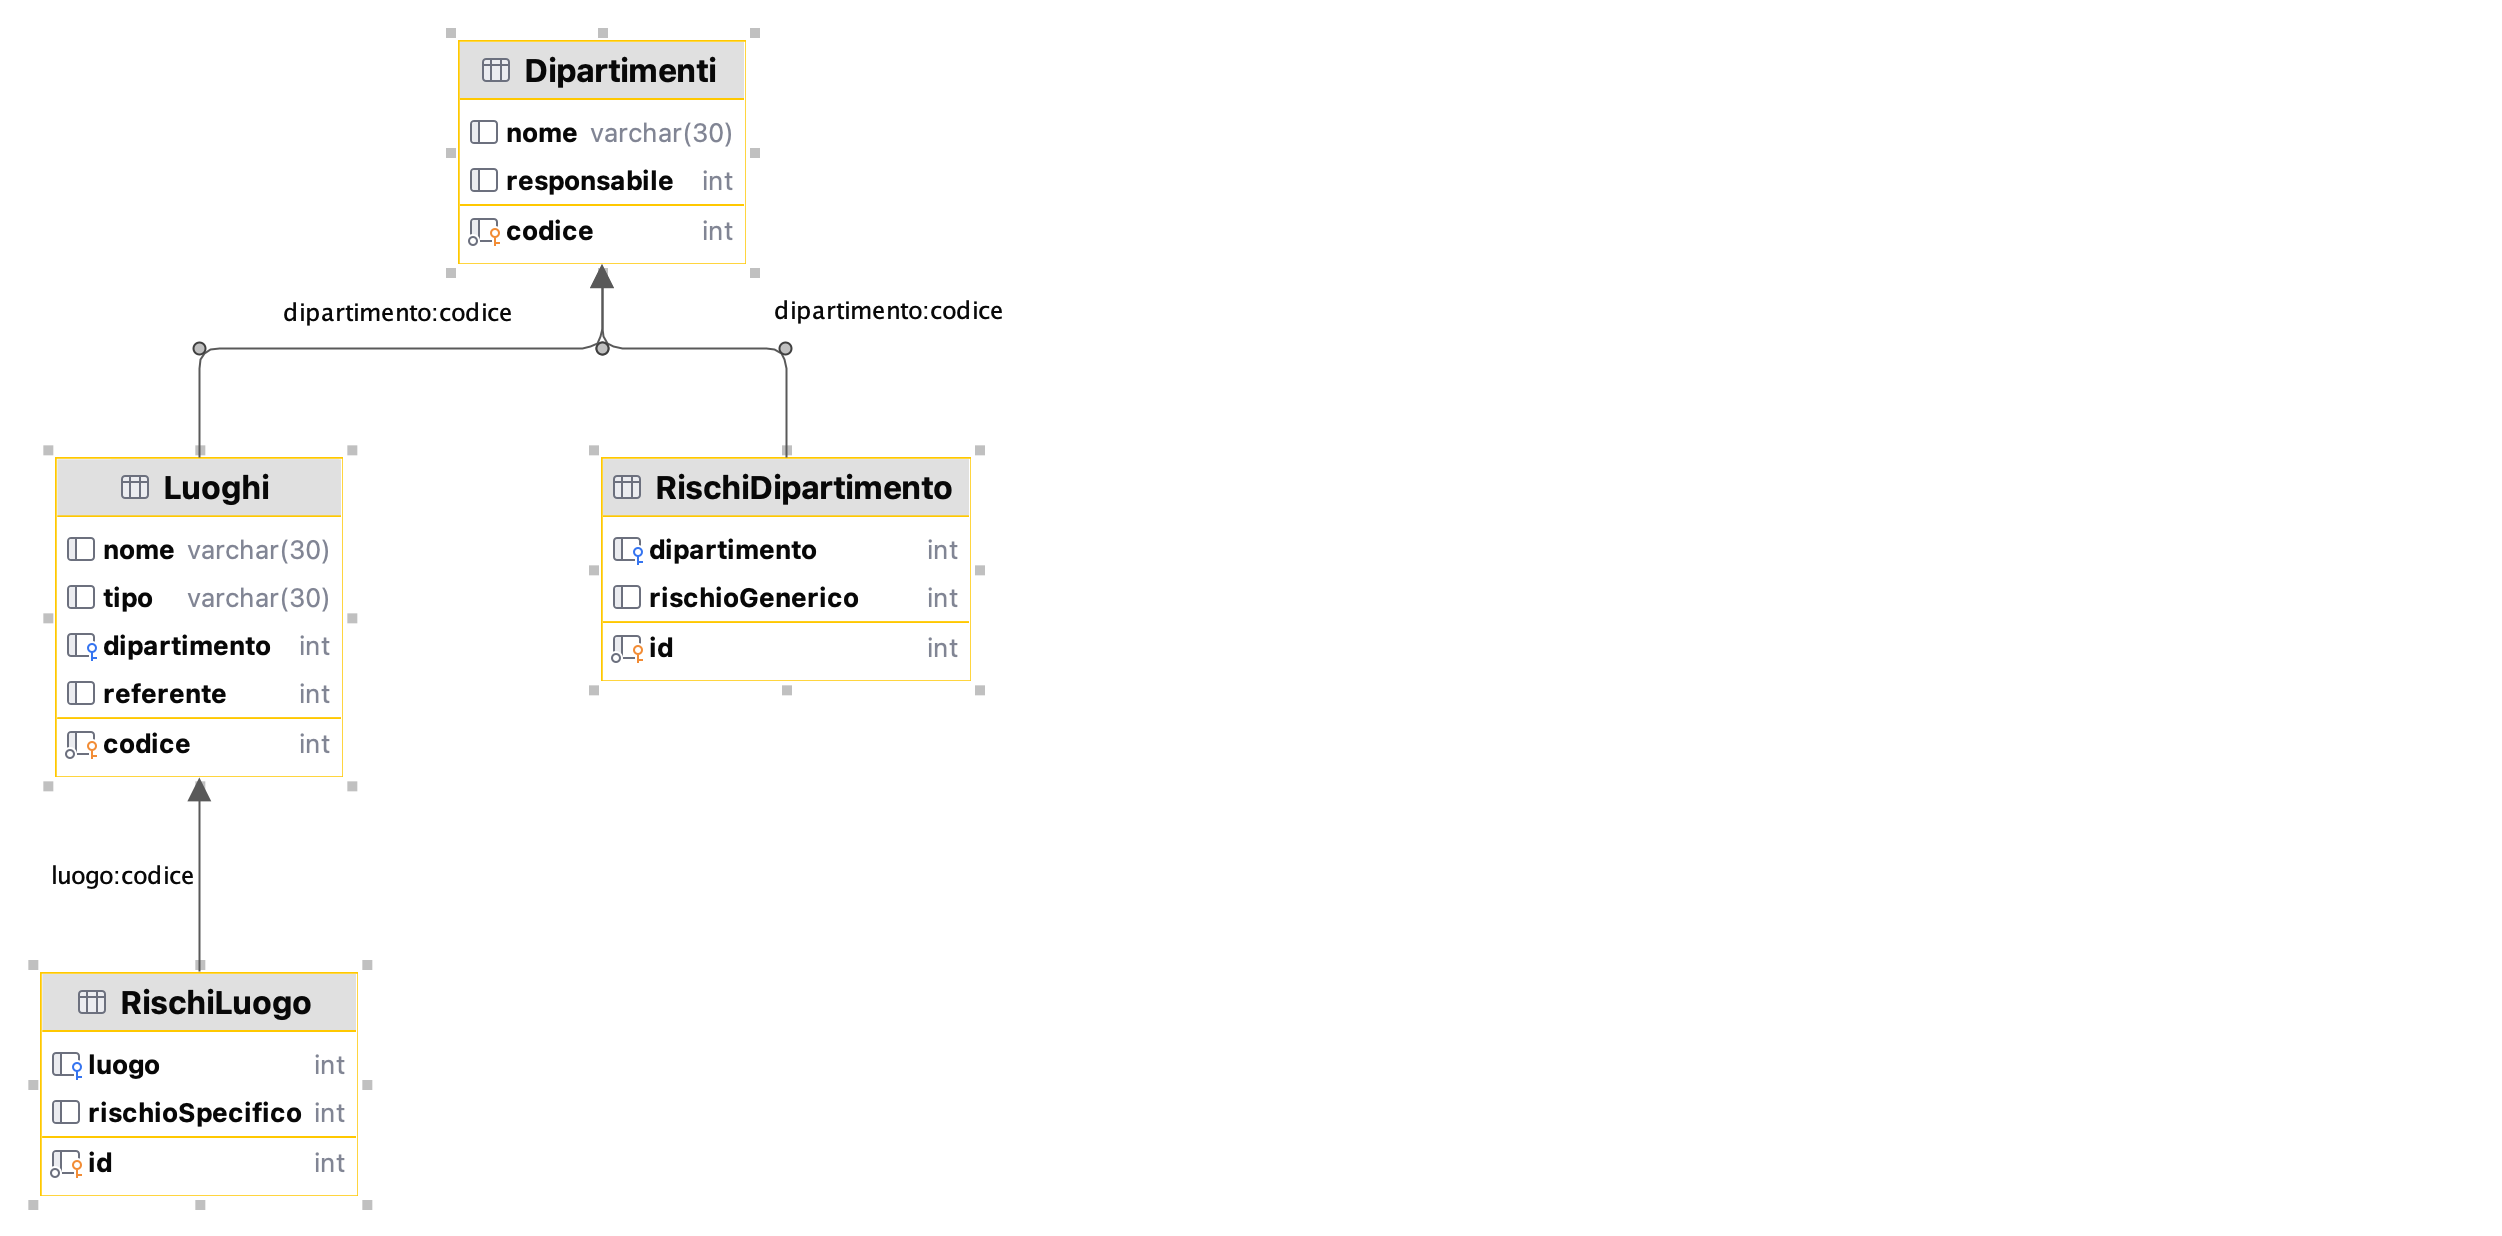 Dipartimenti
nome varchar(30)
responsabile int
codice int
dipartimento:codice
dipartimento:codice
Luoghi
nome varchar(30)
tipo varchar(30)
dipartimento int
referente int
codice int
RischiDipartimento
dipartimento int
rischioGenerico int
id int
luogo:codice
RischiLuogo
luogo int
rischioSpecifico int
id int